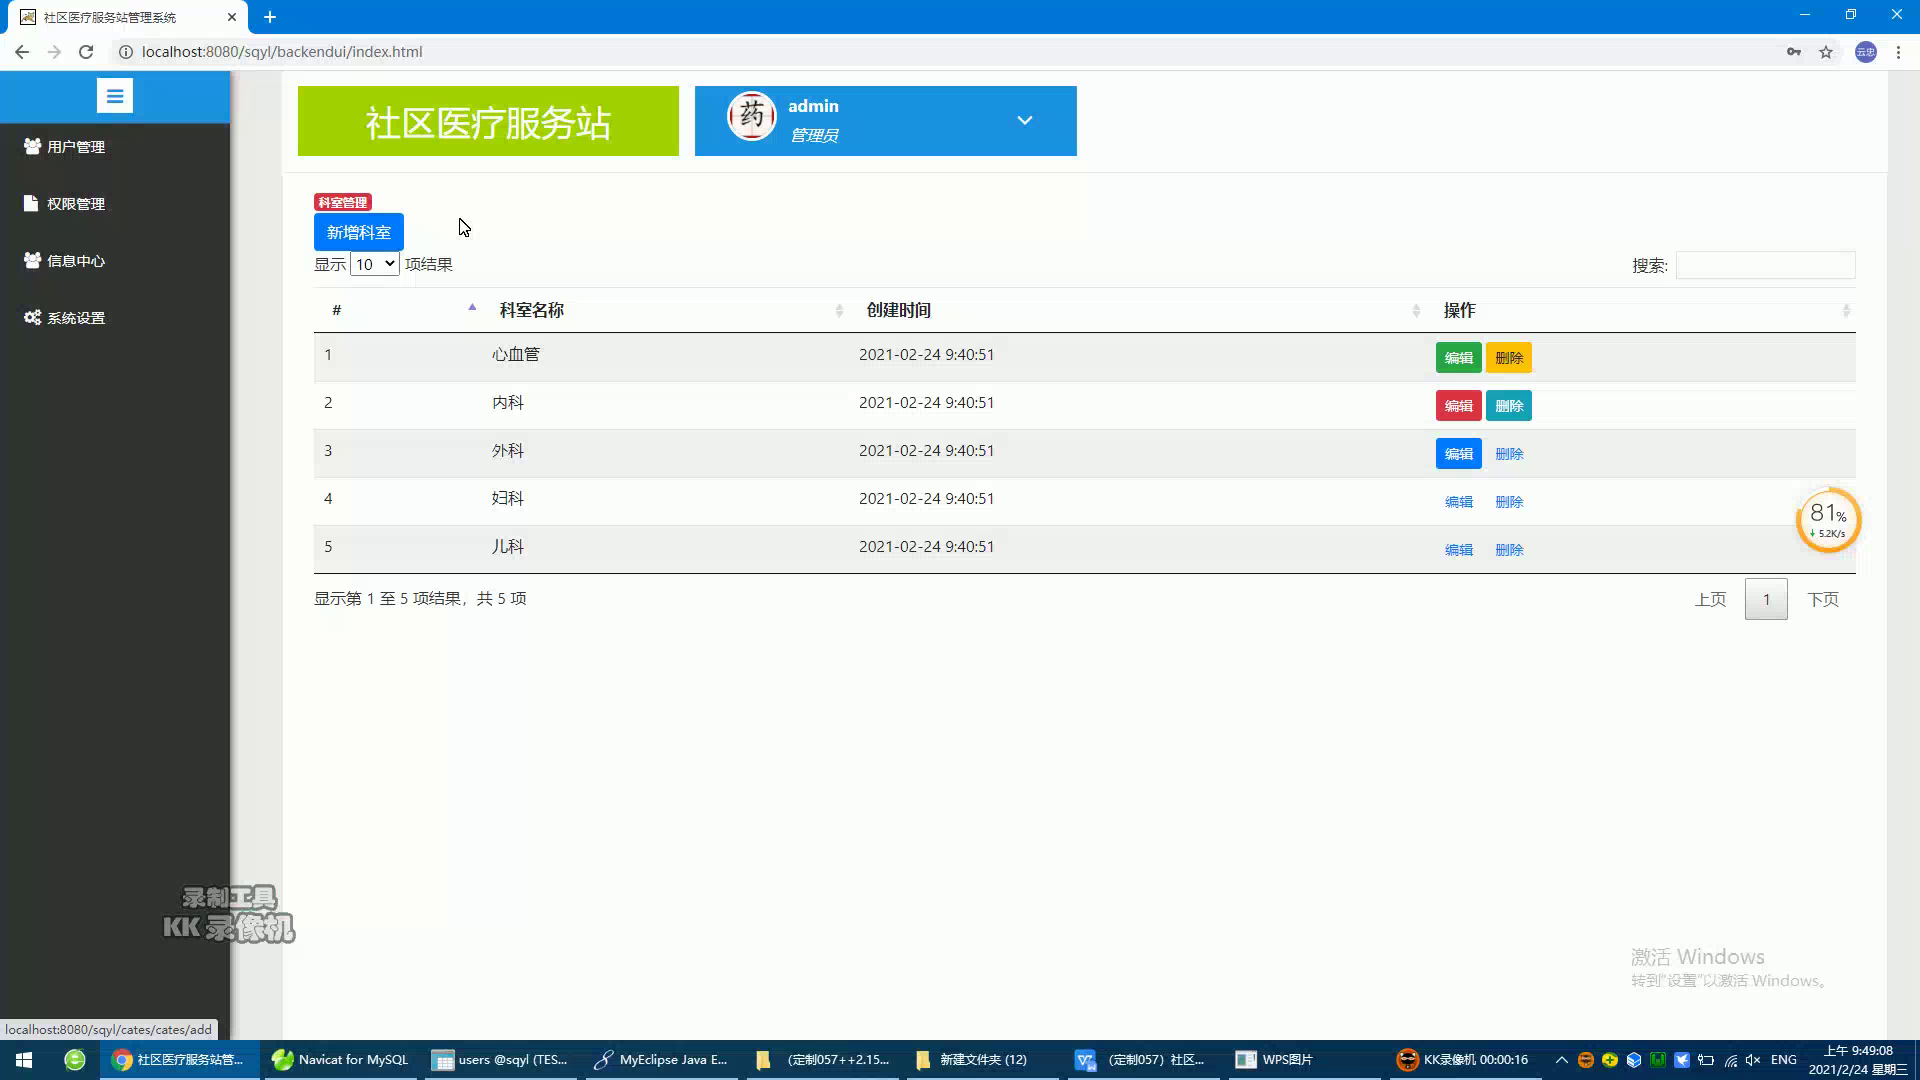 社区医疗服务站管理系统
localhost:8080/sqyl/backendui/index.html
云忠
社区医疗服务站
药
admin
管理员
用户管理
权限管理
信息中心
系统设置
科室管理
新增科室
显示 10 项结果
搜索:
# 科室名称 创建时间 操作
1 心血管 2021-02-24 9:40:51 编辑 删除
2 内科 2021-02-24 9:40:51 编辑 删除
3 外科 2021-02-24 9:40:51 编辑 删除
4 妇科 2021-02-24 9:40:51 编辑 删除
5 儿科 2021-02-24 9:40:51 编辑 删除
81%
5.2K/s
显示第 1 至 5 项结果，共 5 项
上页 1 下页
录制工具
KK 录像机
激活 Windows
转到"设置"以激活 Windows。
localhost:8080/sqyl/cates/cates/add
社区医疗服务站管...
Navicat for MySQL
users @sqyl (TES...
MyEclipse Java E...
(定制057++2.15...
新建文件夹 (12)
(定制057) 社区...
WPS图片
KK录像机 00:00:16
ENG
上午 9:49:08
2021/2/24 星期三